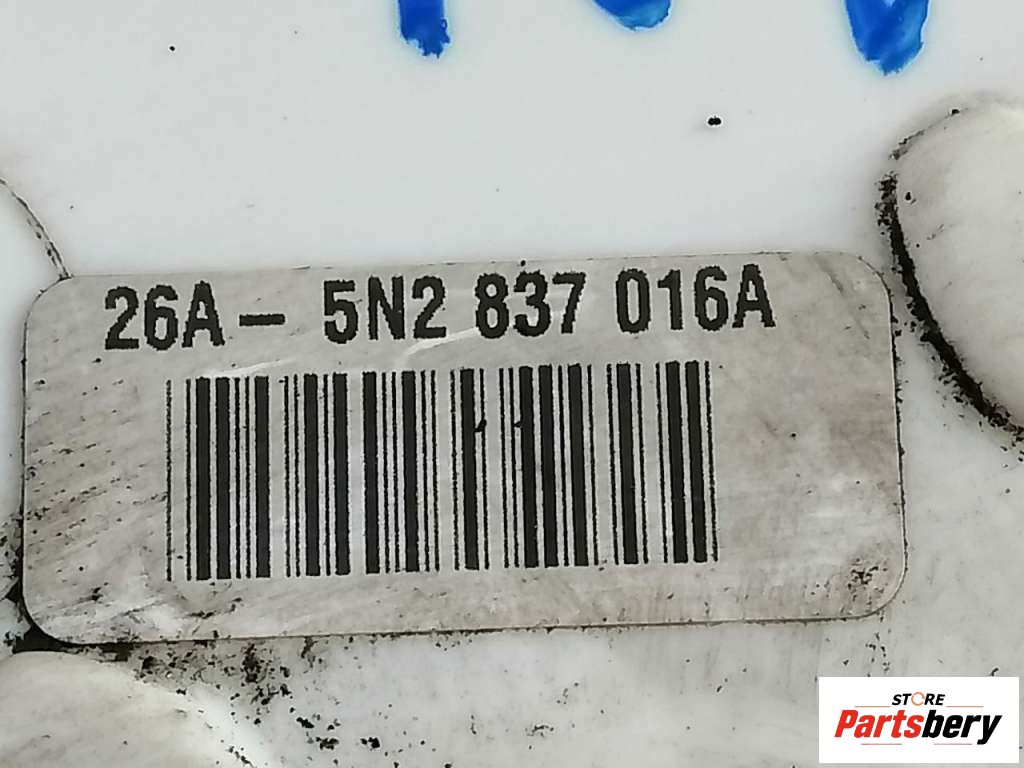 26A- 5N2 837 016A
STORE
Partsbery